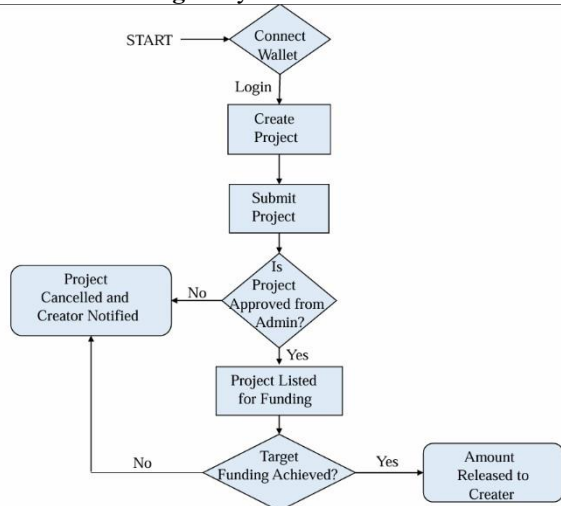 START
Connect
Wallet
Login
Create
Project
Submit
Project
Is
Project
Approved from
Admin?
No
Project
Cancelled and
Creator Notified
Yes
Project Listed
for Funding
Target
Funding Achieved?
No
Yes
Amount
Released to
Creater